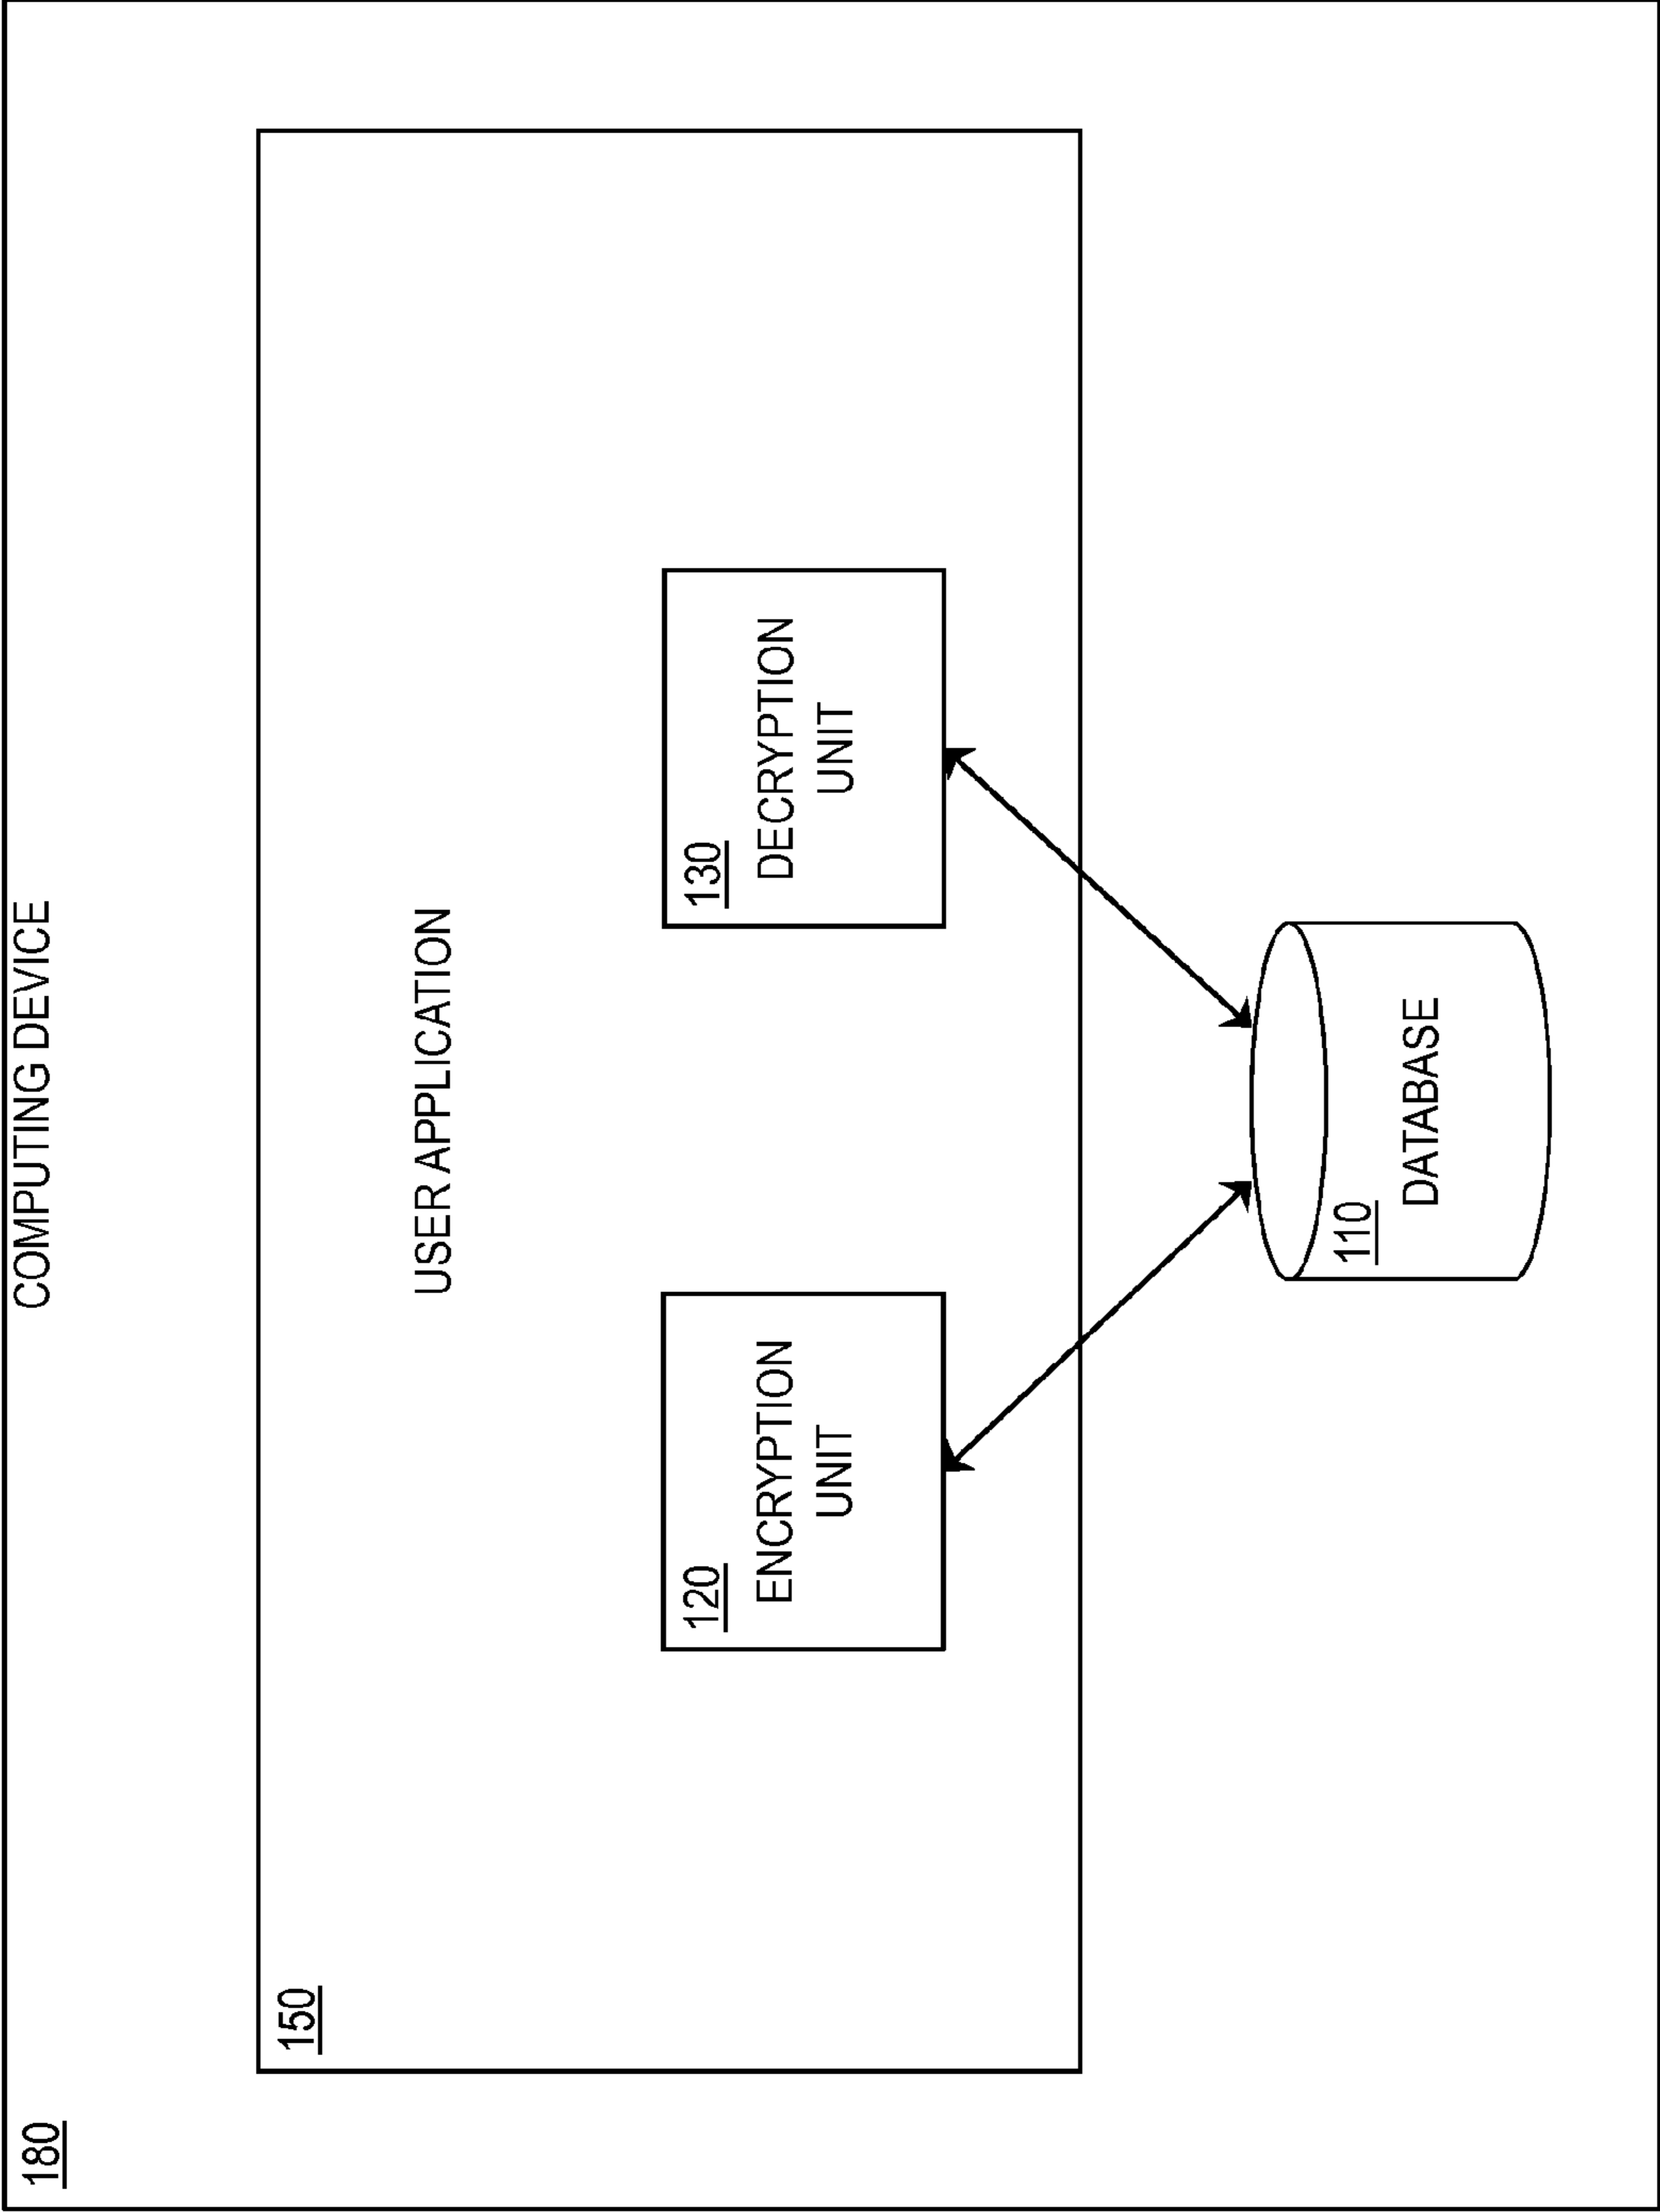 180
COMPUTING DEVICE
150
USER APPLICATION
120
ENCRYPTION
UNIT
130
DECRYPTION
UNIT
110
DATABASE